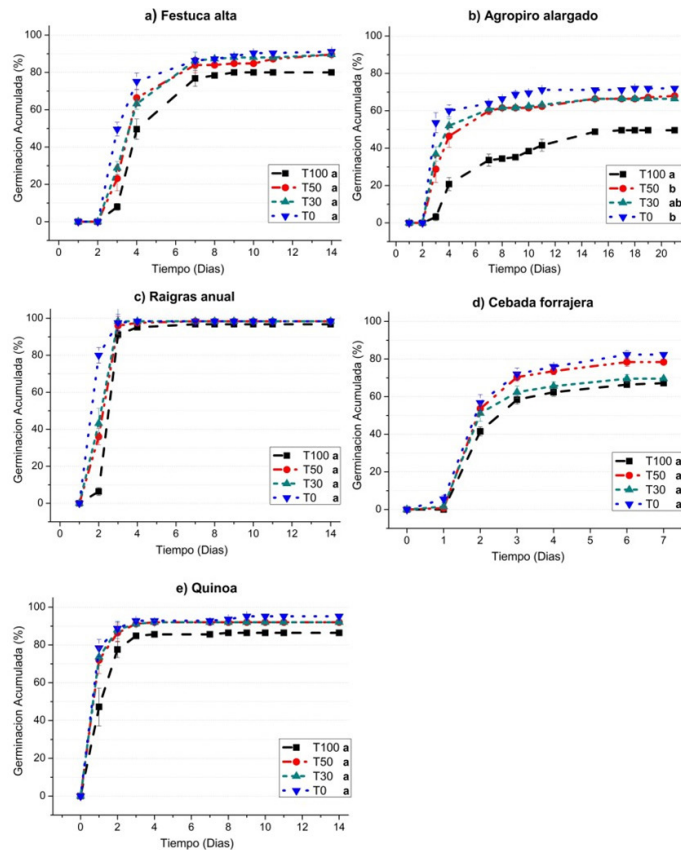 a) Festuca alta
Germinacion Acumulada (%)
100
80
60
40
20
0
T100 a
T50 a
T30 a
T0 a
0 2 4 6 8 10 12 14
Tiempo (Dias)
b) Agropiro alargado
Germinacion Acumulada (%)
100
80
60
40
20
0
T100 a
T50 b
T30 ab
T0 b
0 2 4 6 8 10 12 14 16 18 20
Tiempo (Dias)
c) Raigras anual
Germinacion Acumulada (%)
100
80
60
40
20
0
T100 a
T50 a
T30 a
T0 a
0 2 4 6 8 10 12 14
Tiempo (Dias)
d) Cebada forrajera
Germinacion Acumulada (%)
100
80
60
40
20
0
T100 a
T50 a
T30 a
T0 a
0 1 2 3 4 5 6 7
Tiempo (Dias)
e) Quinoa
Germinacion Acumulada (%)
100
80
60
40
20
0
T100 a
T50 a
T30 a
T0 a
0 2 4 6 8 10 12 14
Tiempo (Dias)